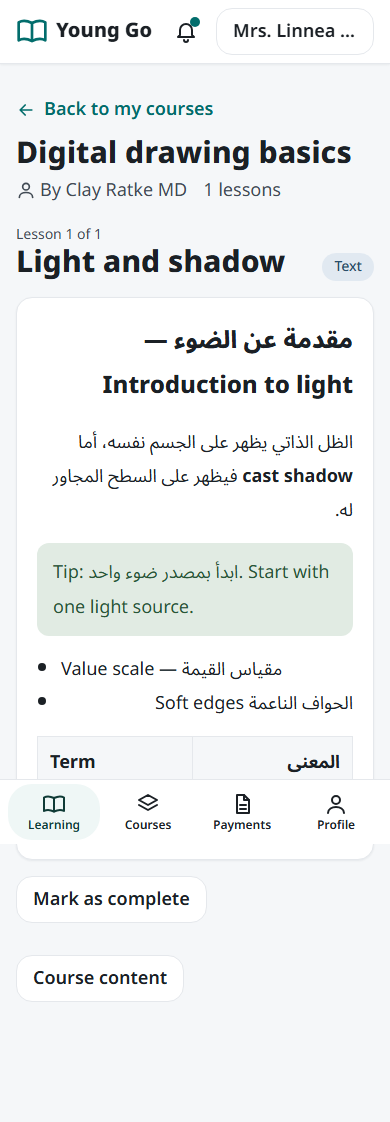 Young Go
Mrs. Linnea ...
← Back to my courses
Digital drawing basics
By Clay Ratke MD 1 lessons
Lesson 1 of 1
Light and shadow
Text
مقدمة عن الضوء —
Introduction to light
الظل الذاتي يظهر على الجسم نفسه، أما
cast shadow فيظهر على السطح المجاور
له.
Tip: ابدأ بمصدر ضوء واحد. Start with
one light source.
• Value scale — مقياس القيمة
• الحواف الناعمة Soft edges
Term المعنى
Learning Courses Payments Profile
Mark as complete
Course content